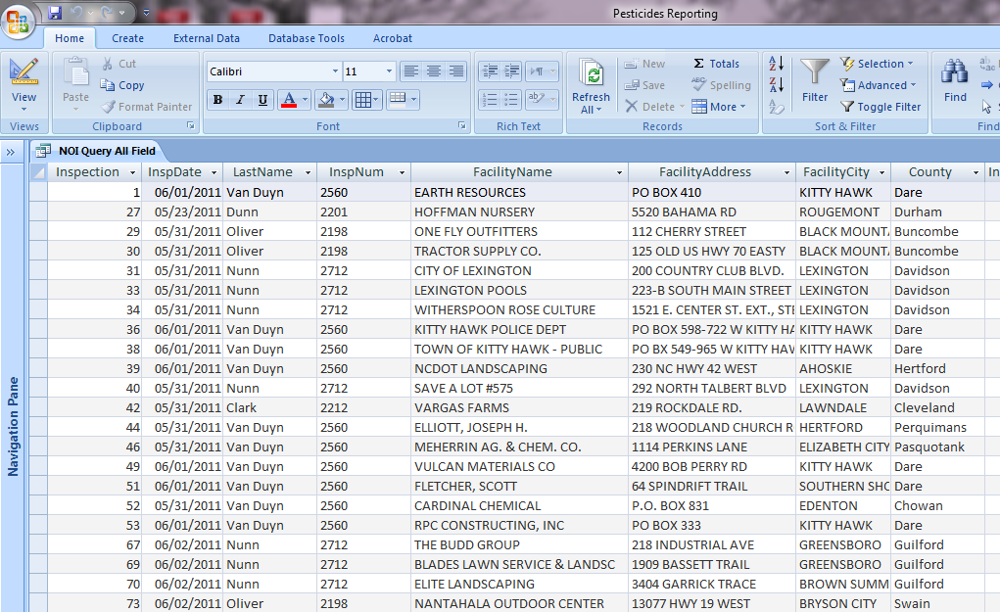 Pesticides Reporting
Home Create External Data Database Tools Acrobat
View Paste Cut Copy Format Painter
Calibri 11
B I U A
Refresh All New Save Delete Σ Totals Spelling More
Filter Selection Advanced Toggle Filter
Find
Views Clipboard Font Rich Text Records Sort & Filter Find
NOI Query All Field
Navigation Pane
Inspection InspDate LastName InspNum FacilityName FacilityAddress FacilityCity County In
1 06/01/2011 Van Duyn 2560 EARTH RESOURCES PO BOX 410 KITTY HAWK Dare
27 05/23/2011 Dunn 2201 HOFFMAN NURSERY 5520 BAHAMA RD ROUGEMONT Durham
29 05/31/2011 Oliver 2198 ONE FLY OUTFITTERS 112 CHERRY STREET BLACK MOUNTA Buncombe
30 05/31/2011 Oliver 2198 TRACTOR SUPPLY CO. 125 OLD US HWY 70 EASTY BLACK MOUNTA Buncombe
31 05/31/2011 Nunn 2712 CITY OF LEXINGTON 200 COUNTRY CLUB BLVD. LEXINGTON Davidson
33 05/31/2011 Nunn 2712 LEXINGTON POOLS 223-B SOUTH MAIN STREET LEXINGTON Davidson
34 05/31/2011 Nunn 2712 WITHERSPOON ROSE CULTURE 1521 E. CENTER ST. EXT., STE LEXINGTON Davidson
36 06/01/2011 Van Duyn 2560 KITTY HAWK POLICE DEPT PO BOX 598-722 W KITTY HA KITTY HAWK Dare
38 06/01/2011 Van Duyn 2560 TOWN OF KITTY HAWK - PUBLIC PO BX 549-965 W KITTY HAW KITTY HAWK Dare
39 06/01/2011 Van Duyn 2560 NCDOT LANDSCAPING 230 NC HWY 42 WEST AHOSKIE Hertford
40 05/31/2011 Nunn 2712 SAVE A LOT #575 292 NORTH TALBERT BLVD LEXINGTON Davidson
42 05/31/2011 Clark 2212 VARGAS FARMS 219 ROCKDALE RD. LAWNDALE Cleveland
44 05/31/2011 Van Duyn 2560 ELLIOTT, JOSEPH H. 218 WOODLAND CHURCH R HERTFORD Perquimans
46 05/31/2011 Van Duyn 2560 MEHERRIN AG. & CHEM. CO. 1114 PERKINS LANE ELIZABETH CITY Pasquotank
49 06/01/2011 Van Duyn 2560 VULCAN MATERIALS CO 4200 BOB PERRY RD KITTY HAWK Dare
51 06/01/2011 Van Duyn 2560 FLETCHER, SCOTT 64 SPINDRIFT TRAIL SOUTHERN SHO Dare
52 05/31/2011 Van Duyn 2560 CARDINAL CHEMICAL P.O. BOX 831 EDENTON Chowan
53 06/01/2011 Van Duyn 2560 RPC CONSTRUCTING, INC PO BOX 333 KITTY HAWK Dare
67 06/02/2011 Nunn 2712 THE BUDD GROUP 218 INDUSTRIAL AVE GREENSBORO Guilford
69 06/02/2011 Nunn 2712 BLADES LAWN SERVICE & LANDSC 1909 BASSETT TRAIL GREENSBORO Guilford
70 06/02/2011 Nunn 2712 ELITE LANDSCAPING 3404 GARRICK TRACE BROWN SUMM Guilford
73 06/02/2011 Oliver 2198 NANTAHALA OUTDOOR CENTER 13077 HWY 19 WEST BRYSON CITY Swain